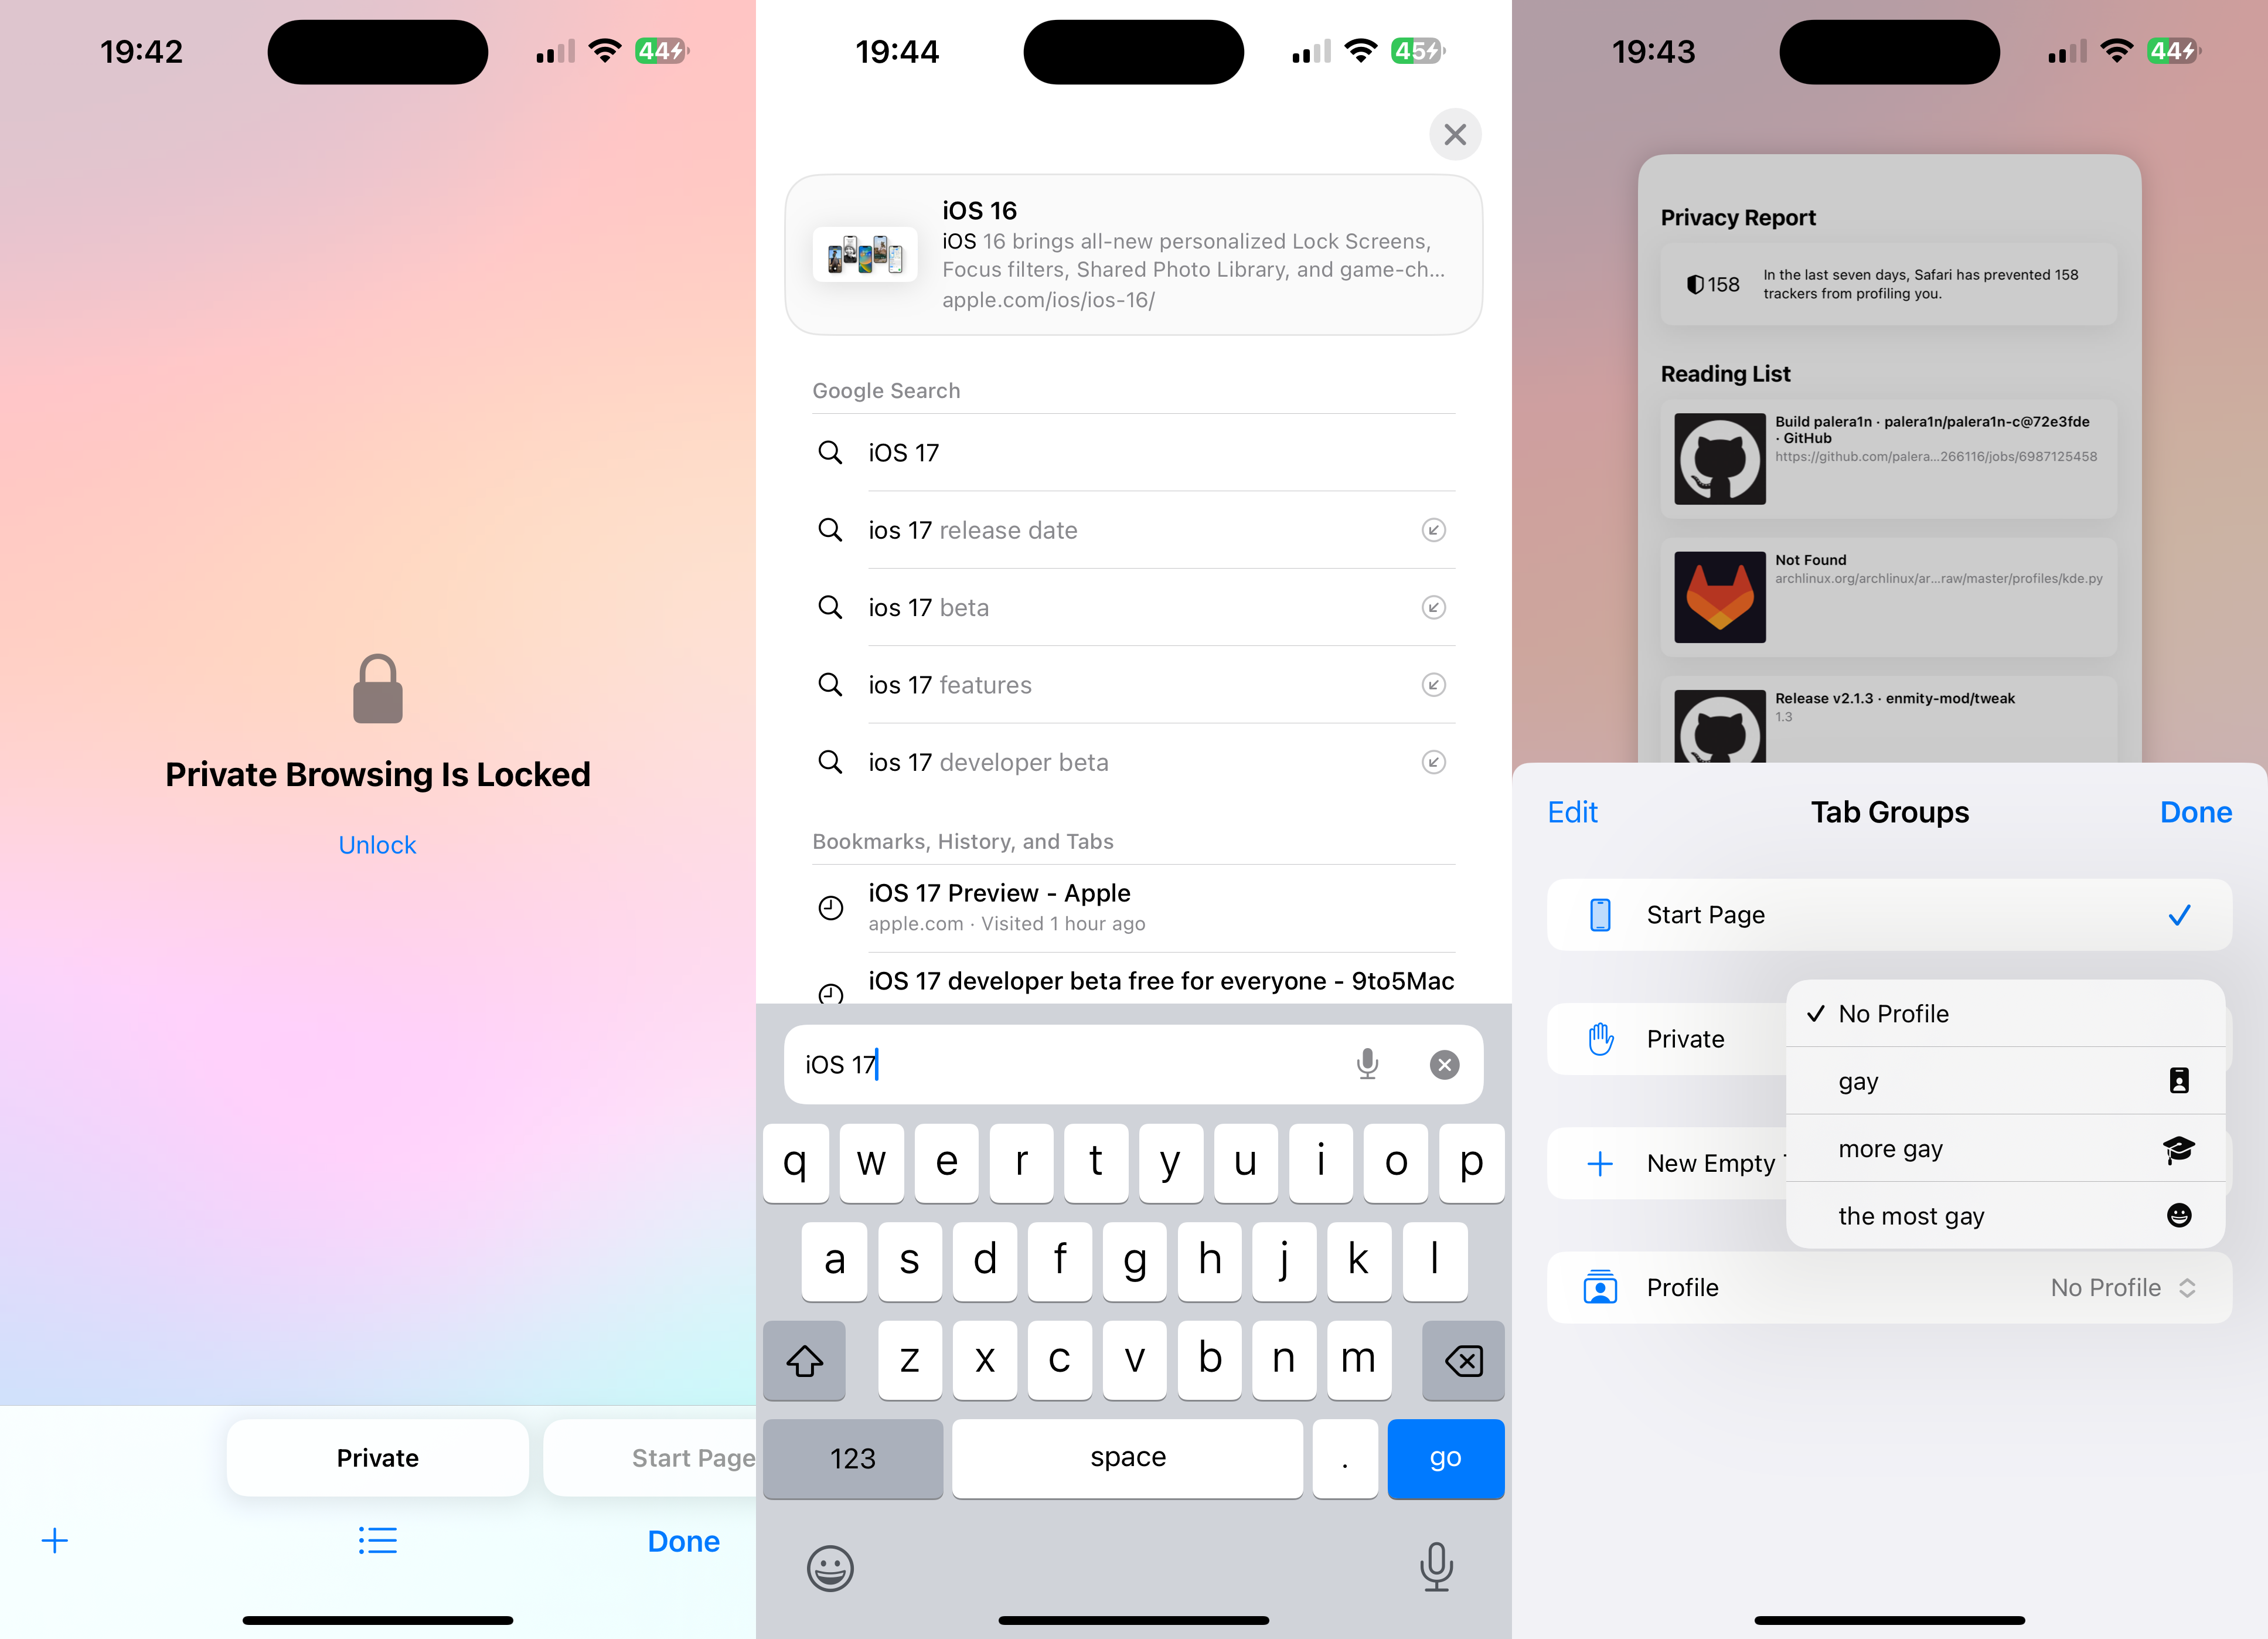 19:42
44
Private Browsing Is Locked
Unlock
Private
Start Page
Done
19:44
45
iOS 16
iOS 16 brings all-new personalized Lock Screens,
Focus filters, Shared Photo Library, and game-ch...
apple.com/ios/ios-16/
Google Search
iOS 17
ios 17 release date
ios 17 beta
ios 17 features
ios 17 developer beta
Bookmarks, History, and Tabs
iOS 17 Preview - Apple
apple.com · Visited 1 hour ago
iOS 17 developer beta free for everyone - 9to5Mac
iOS 17
q w e r t y u i o p
a s d f g h j k l
z x c v b n m
123 space . go
19:43
44
Privacy Report
158
In the last seven days, Safari has prevented 158
trackers from profiling you.
Reading List
Build palera1n · palera1n/palera1n-c@72e3fde
· GitHub
https://github.com/palera...266116/jobs/6987125458
Not Found
archlinux.org/archlinux/ar...raw/master/profiles/kde.py
Release v2.1.3 · enmity-mod/tweak
1.3
Edit
Tab Groups
Done
Start Page
Private
New Empty
No Profile
gay
more gay
the most gay
Profile
No Profile